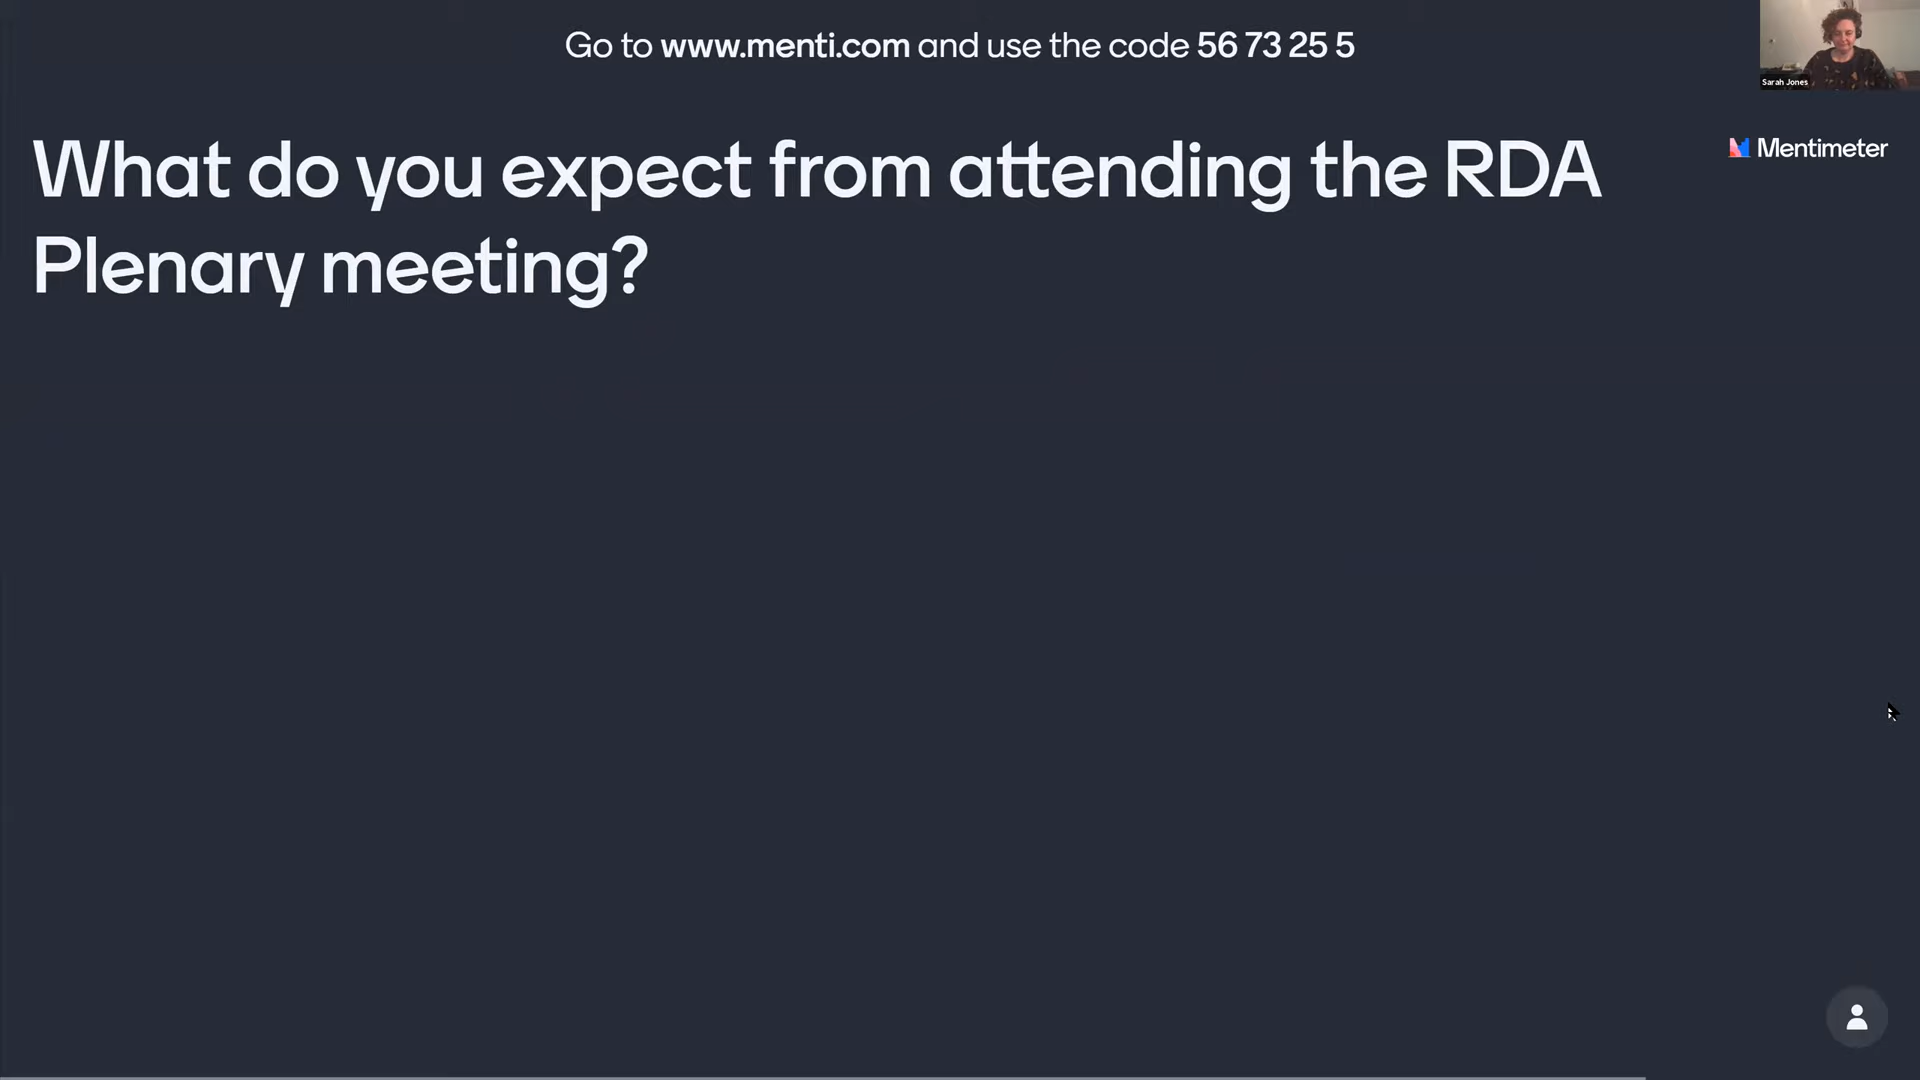 Go to www.menti.com and use the code 56 73 25 5
Sarah Jones
What do you expect from attending the RDA
Plenary meeting?
Mentimeter